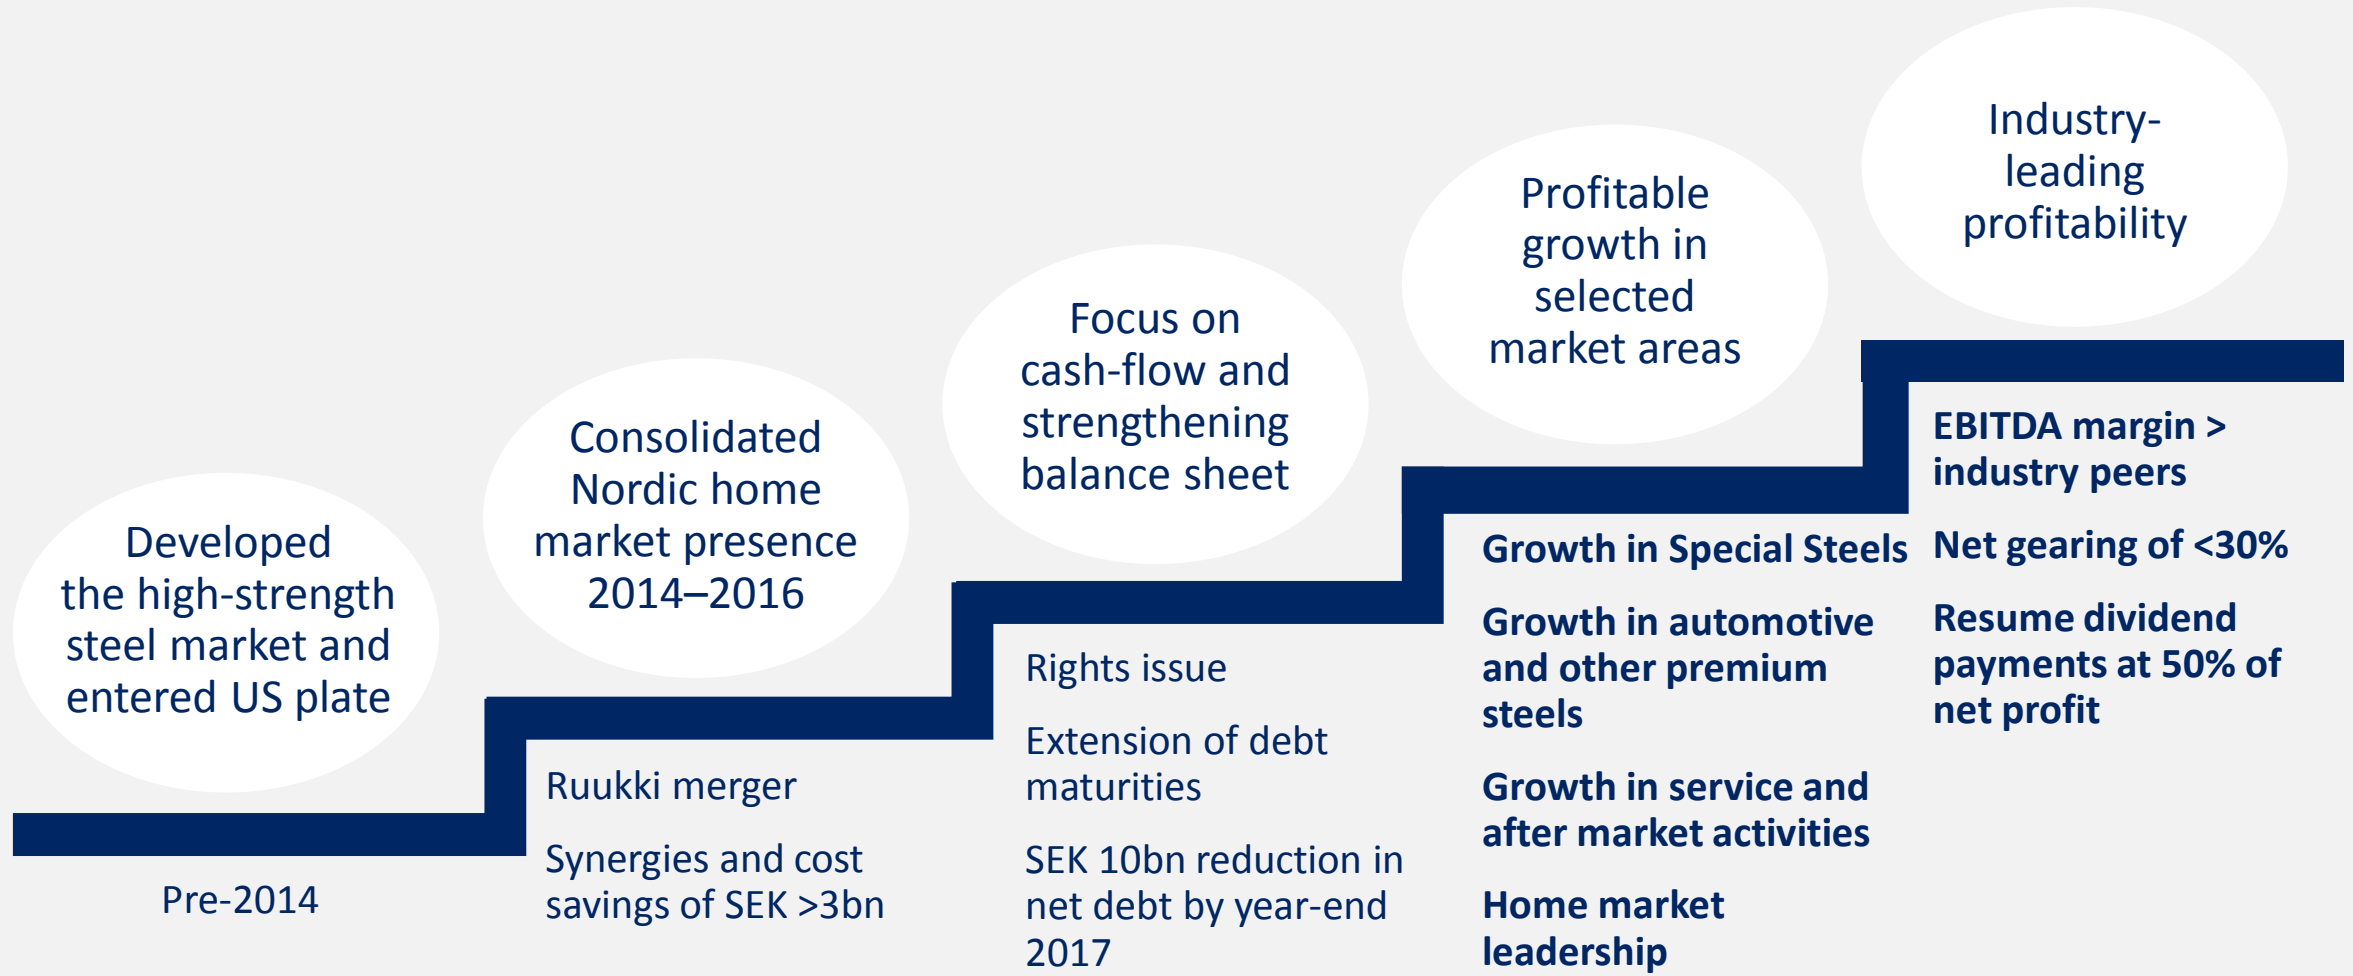 Developed
the high-strength
steel market and
entered US plate
Pre-2014
Consolidated
Nordic home
market presence
2014–2016
Ruukki merger
Synergies and cost
savings of SEK >3bn
Focus on
cash-flow and
strengthening
balance sheet
Rights issue
Extension of debt
maturities
SEK 10bn reduction in
net debt by year-end
2017
Profitable
growth in
selected
market areas
Growth in Special Steels
Growth in automotive
and other premium
steels
Growth in service and
after market activities
Home market
leadership
Industry-
leading
profitability
EBITDA margin >
industry peers
Net gearing of <30%
Resume dividend
payments at 50% of
net profit